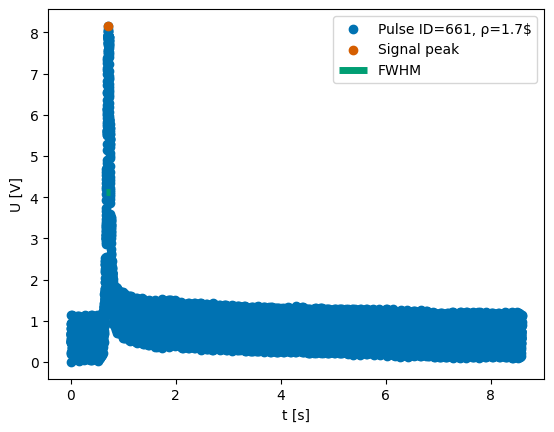 Pulse ID=661, ρ=1.7$
Signal peak
FWHM
8
7
6
5
4
3
2
1
0
U [V]
0 2 4 6 8
t [s]